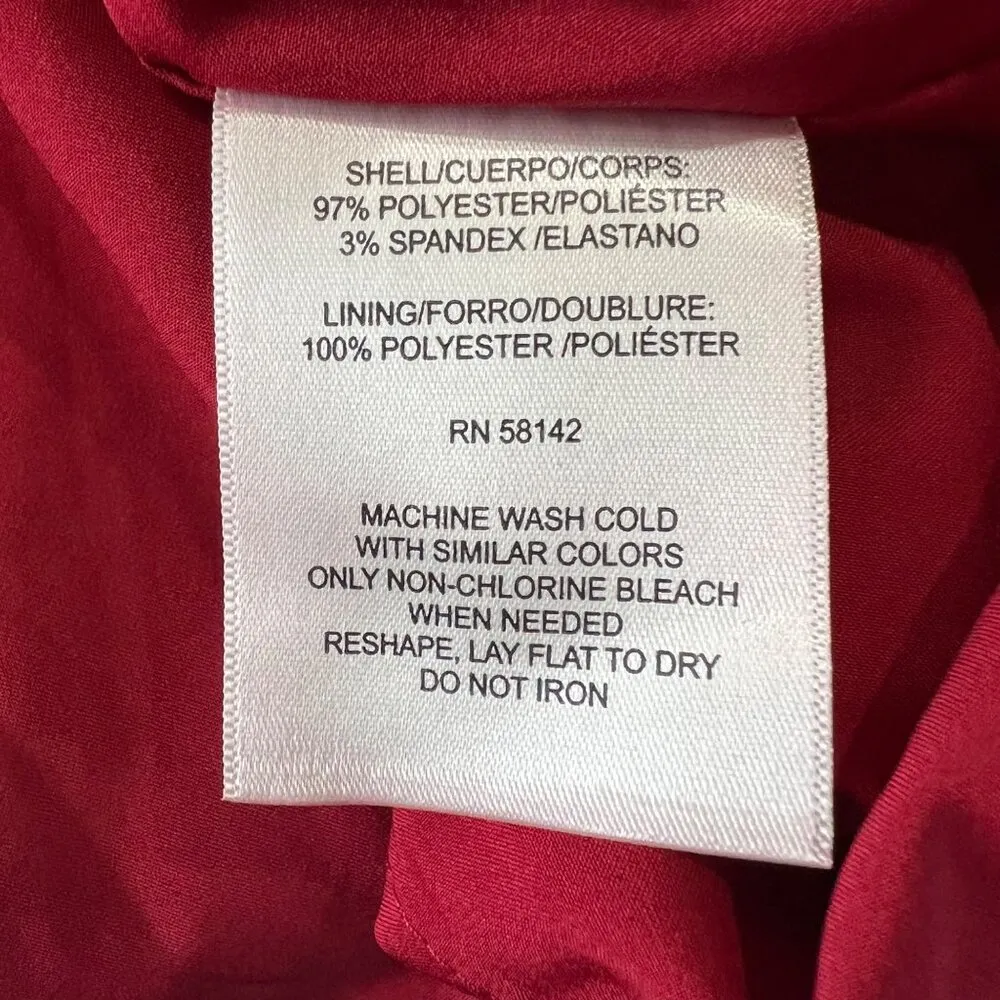 SHELL/CUERPO/CORPS:
97% POLYESTER/POLIÉSTER
3% SPANDEX /ELASTANO
LINING/FORRO/DOUBLURE:
100% POLYESTER /POLIÉSTER
RN 58142
MACHINE WASH COLD
WITH SIMILAR COLORS
ONLY NON-CHLORINE BLEACH
WHEN NEEDED
RESHAPE, LAY FLAT TO DRY
DO NOT IRON